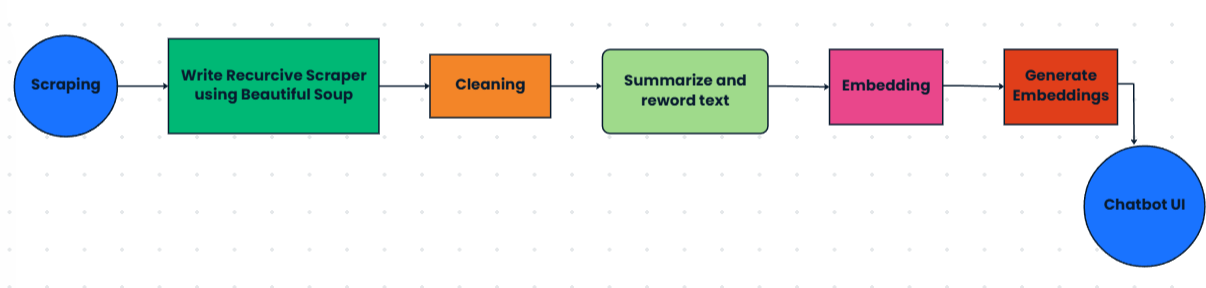 Scraping
Write Recurcive Scraper
using Beautiful Soup
Cleaning
Summarize and
reword text
Embedding
Generate
Embeddings
Chatbot UI